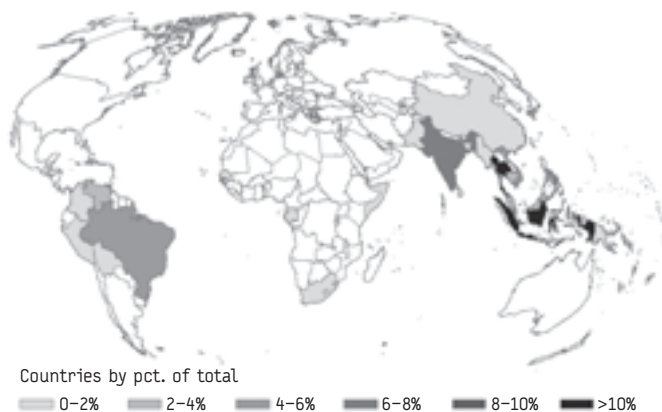 Countries by pct. of total
0–2% 2–4% 4–6% 6–8% 8–10% >10%